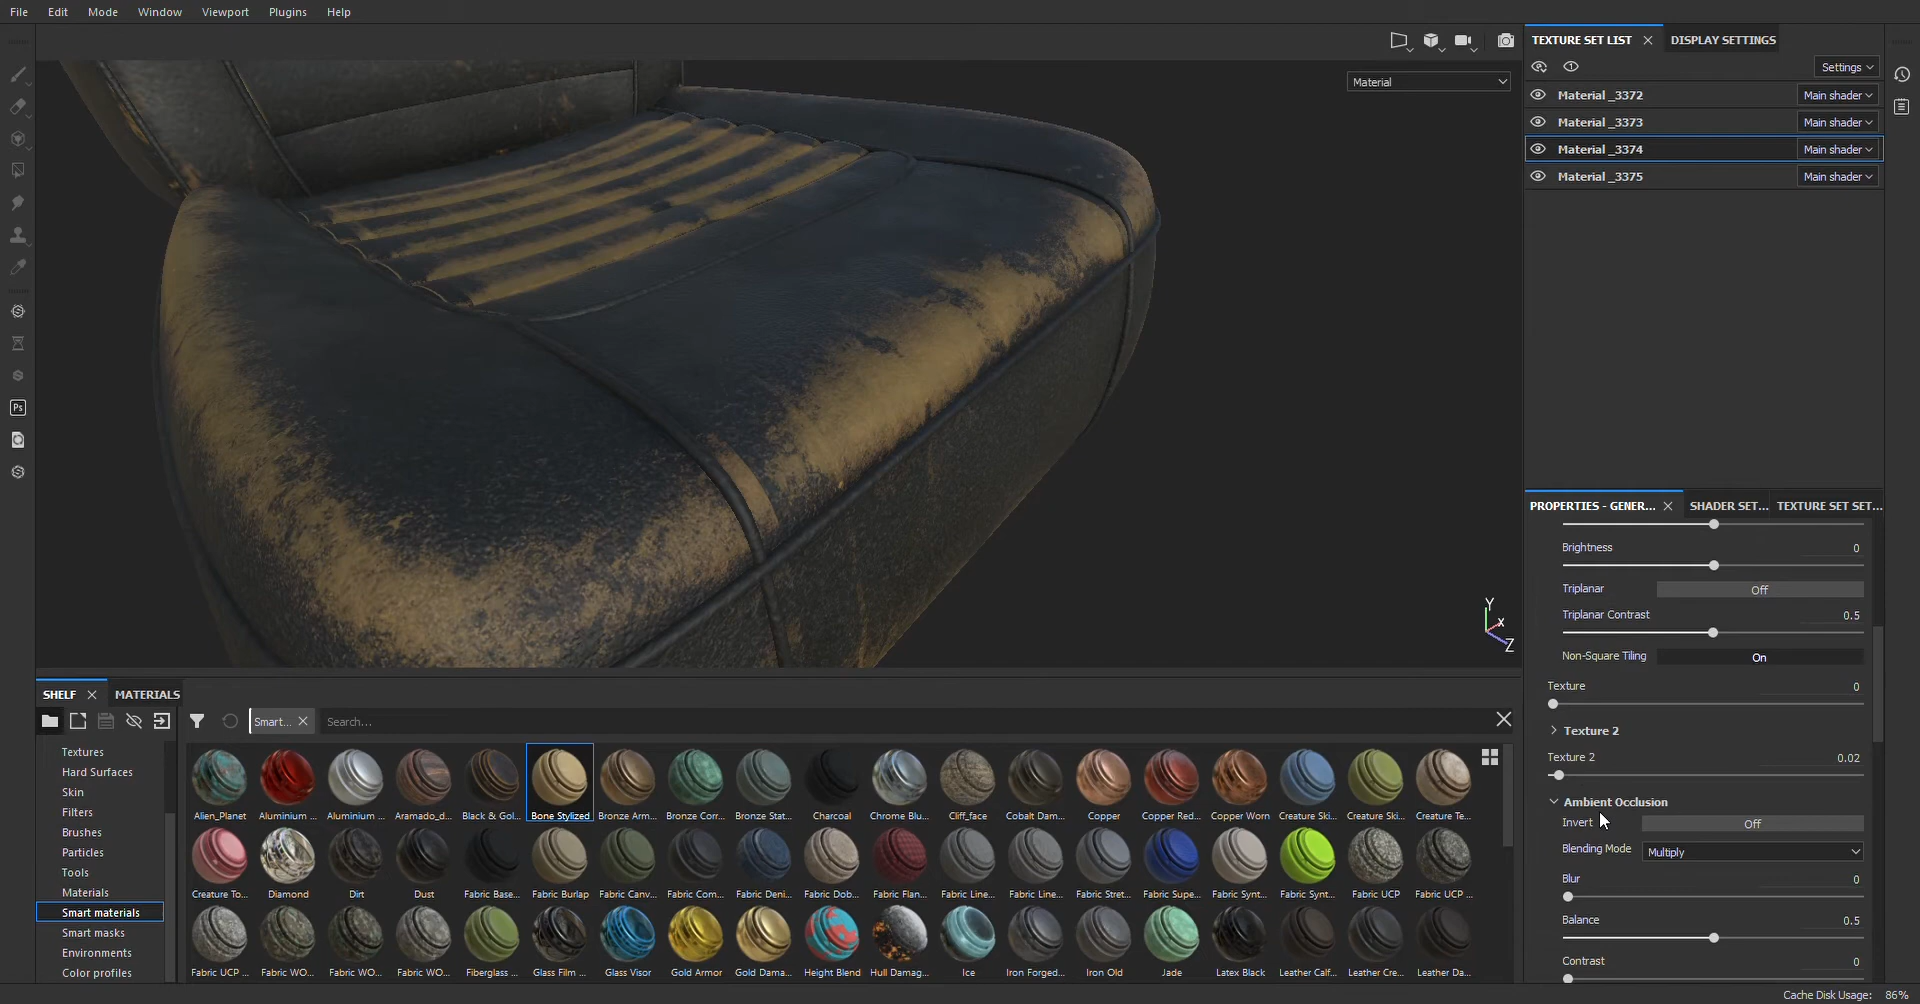 File Edit Mode Window Viewport Plugins Help
Material
TEXTURE SET LIST DISPLAY SETTINGS
Settings
Material _3372 Main shader
Material _3373 Main shader
Material _3374 Main shader
Material _3375 Main shader
Ps
Y
X
Z
PROPERTIES - GENER... SHADER SET... TEXTURE SET SET...
Brightness 0
Triplanar Off
Triplanar Contrast 0.5
Non-Square Tiling On
Texture 0
Texture 2
Texture 2 0.02
Ambient Occlusion
Invert Off
Blending Mode Multiply
Blur 0
Balance 0.5
Contrast 0
SHELF MATERIALS
Smart... Search...
Textures
Hard Surfaces
Skin
Filters
Brushes
Particles
Tools
Materials
Smart materials
Smart masks
Environments
Color profiles
Alien_Planet Aluminium ... Aluminium ... Aramado_d... Black & Gol... Bone Stylized Bronze Arm... Bronze Corr... Bronze Stat... Charcoal Chrome Blu... Cliff_face Cobalt Dam... Copper Copper Red... Copper Worn Creature Ski... Creature Ski... Creature Te...
Creature To... Diamond Dirt Dust Fabric Base... Fabric Burlap Fabric Canv... Fabric Com... Fabric Deni... Fabric Dob... Fabric Flan... Fabric Line... Fabric Line... Fabric Stret... Fabric Supe... Fabric Synt... Fabric Synt... Fabric UCP Fabric UCP ...
Fabric UCP ... Fabric WO... Fabric WO... Fabric WO... Fiberglass ... Glass Film ... Glass Visor Gold Armor Gold Dama... Height Blend Hull Damag... Ice Iron Forged... Iron Old Jade Latex Black Leather Calf... Leather Cre... Leather Da...
Cache Disk Usage: 86%